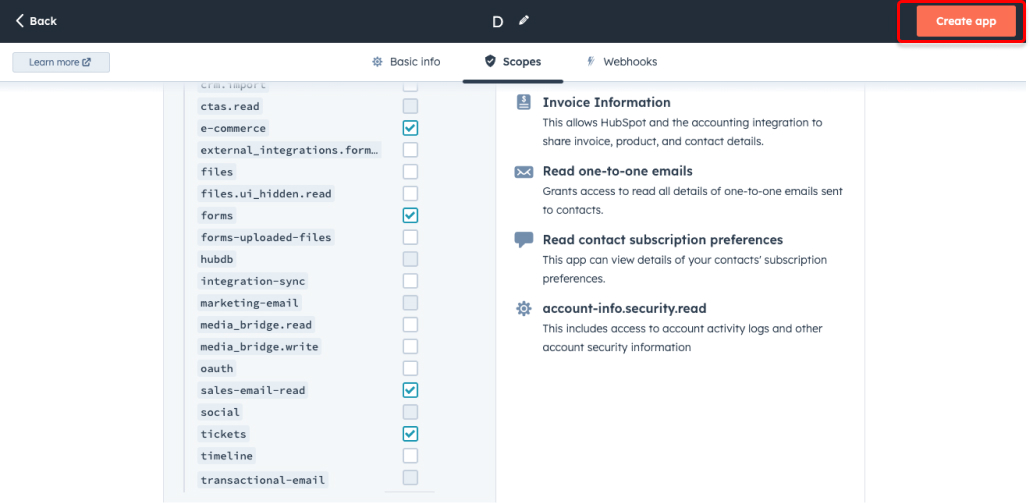 Back
D
Create app
Learn more
Basic info
Scopes
Webhooks
crm.import
ctas.read
e-commerce
external_integrations.form…
files
files.ui_hidden.read
forms
forms-uploaded-files
hubdb
integration-sync
marketing-email
media_bridge.read
media_bridge.write
oauth
sales-email-read
social
tickets
timeline
transactional-email
Invoice Information
This allows HubSpot and the accounting integration to
share invoice, product, and contact details.
Read one-to-one emails
Grants access to read all details of one-to-one emails sent
to contacts.
Read contact subscription preferences
This app can view details of your contacts' subscription
preferences.
account-info.security.read
This includes access to account activity logs and other
account security information